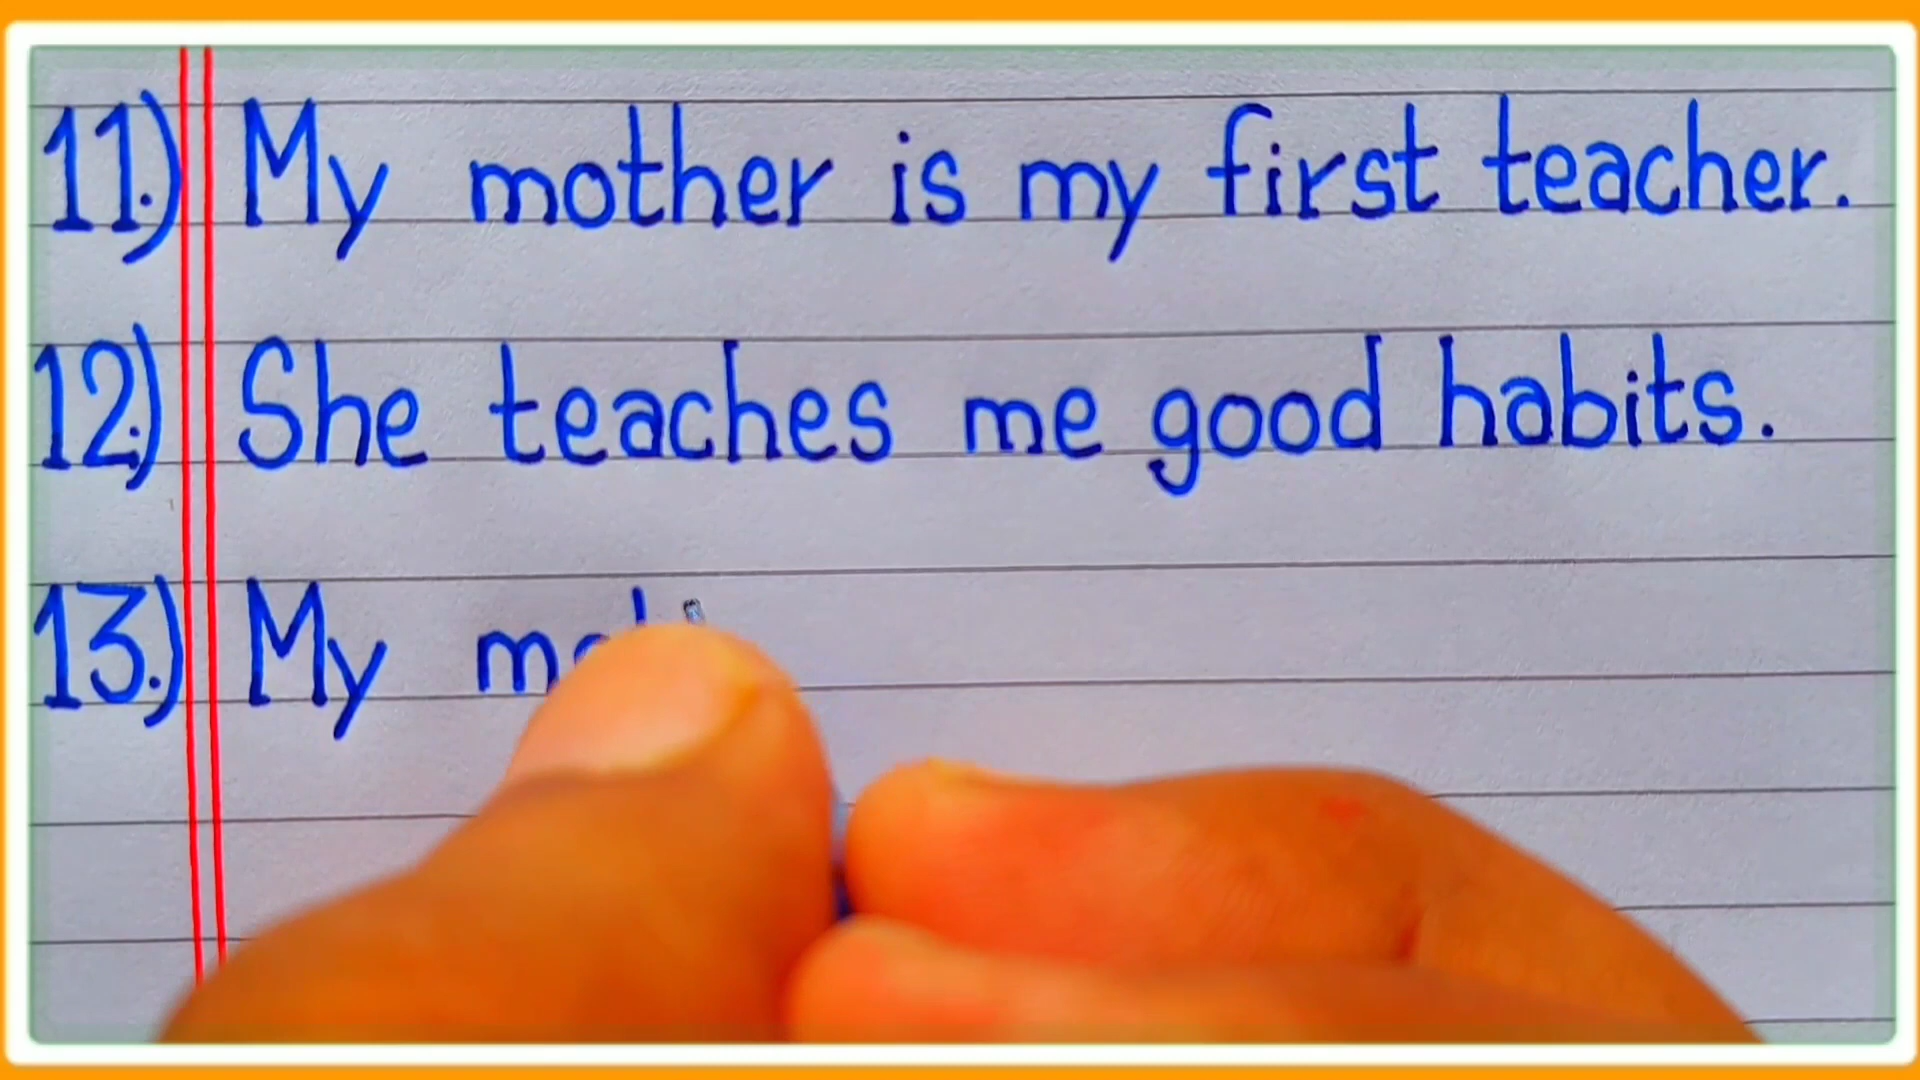 11.) My mother is my first teacher.
12.) She teaches me good habits.
13.) My